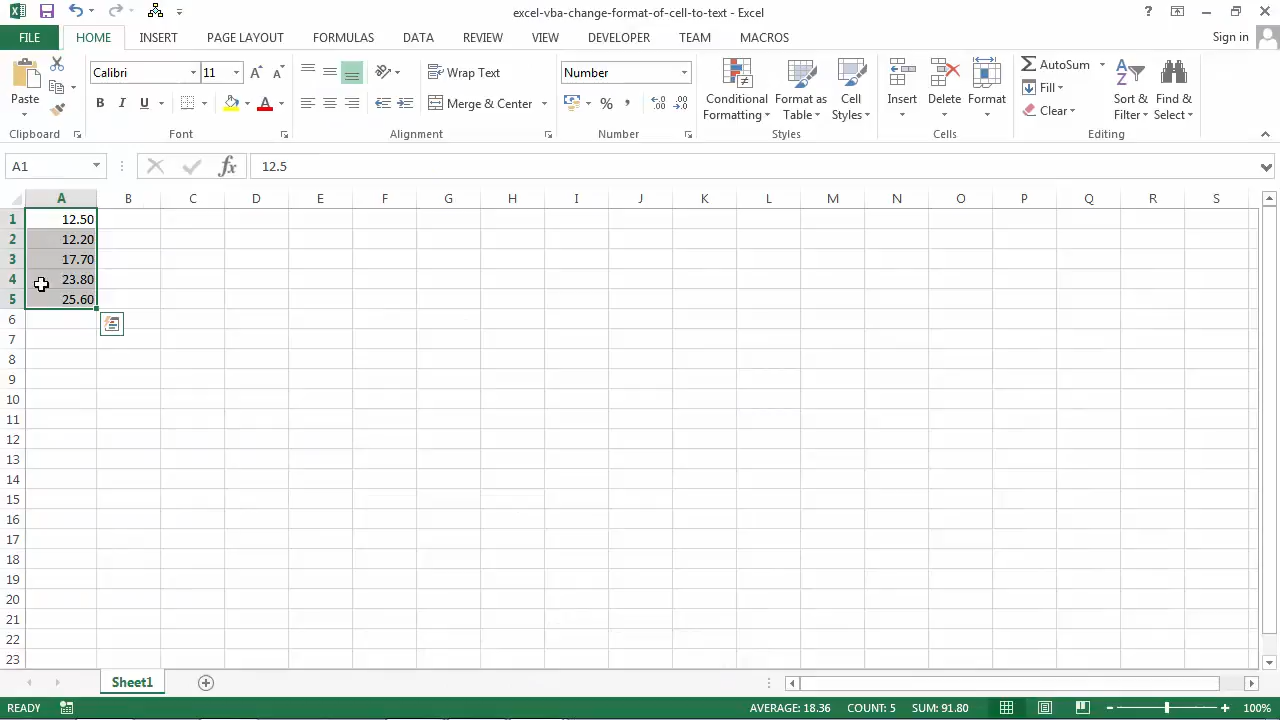 excel-vba-change-format-of-cell-to-text - Excel
?
FILE HOME INSERT PAGE LAYOUT FORMULAS DATA REVIEW VIEW DEVELOPER TEAM MACROS Sign in
Paste
Calibri 11
B I U A
Wrap Text
Merge & Center
Number
% ,
Conditional Formatting
Format as Table
Cell Styles
Insert
Delete
Format
AutoSum
Fill
Clear
Sort & Filter
Find & Select
Clipboard Font Alignment Number Styles Cells Editing
A1 fx 12.5
A B C D E F G H I J K L M N O P Q R S
1 12.50
2 12.20
3 17.70
4 23.80
5 25.60
6
7
8
9
10
11
12
13
14
15
16
17
18
19
20
21
22
23
Sheet1
READY AVERAGE: 18.36 COUNT: 5 SUM: 91.80 100%